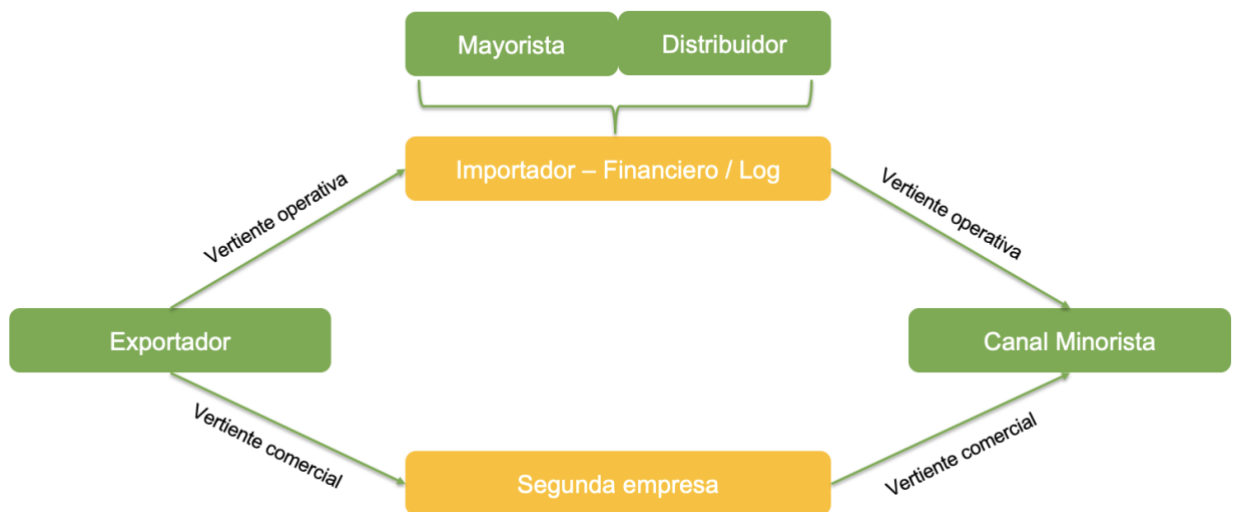 Mayorista
Distribuidor
Importador – Financiero / Log
Vertiente operativa
Vertiente operativa
Exportador
Canal Minorista
Vertiente comercial
Vertiente comercial
Segunda empresa